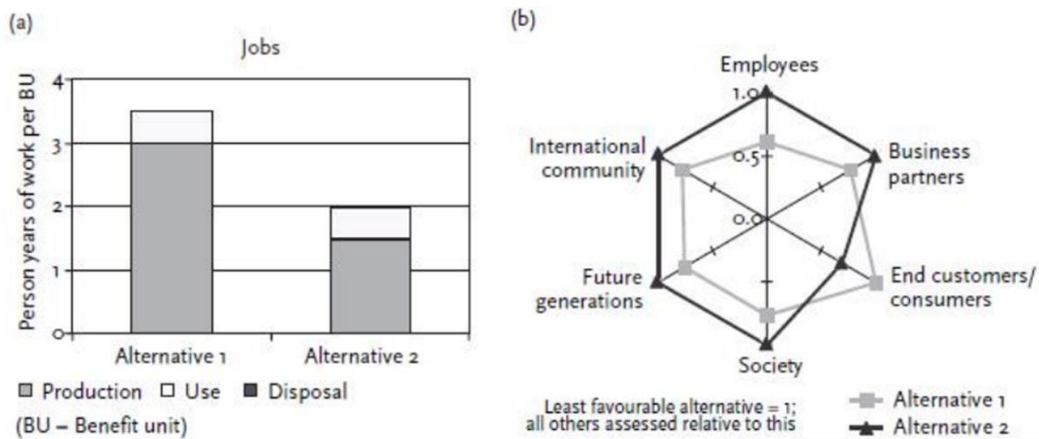 (a)
Jobs
Person years of work per BU
4
3
2
1
0
Alternative 1
Alternative 2
Production
Use
Disposal
(BU – Benefit unit)
(b)
Employees
1.0
0.5
0.0
International
community
Business
partners
Future
generations
End customers/
consumers
Society
Least favourable alternative = 1;
all others assessed relative to this
Alternative 1
Alternative 2